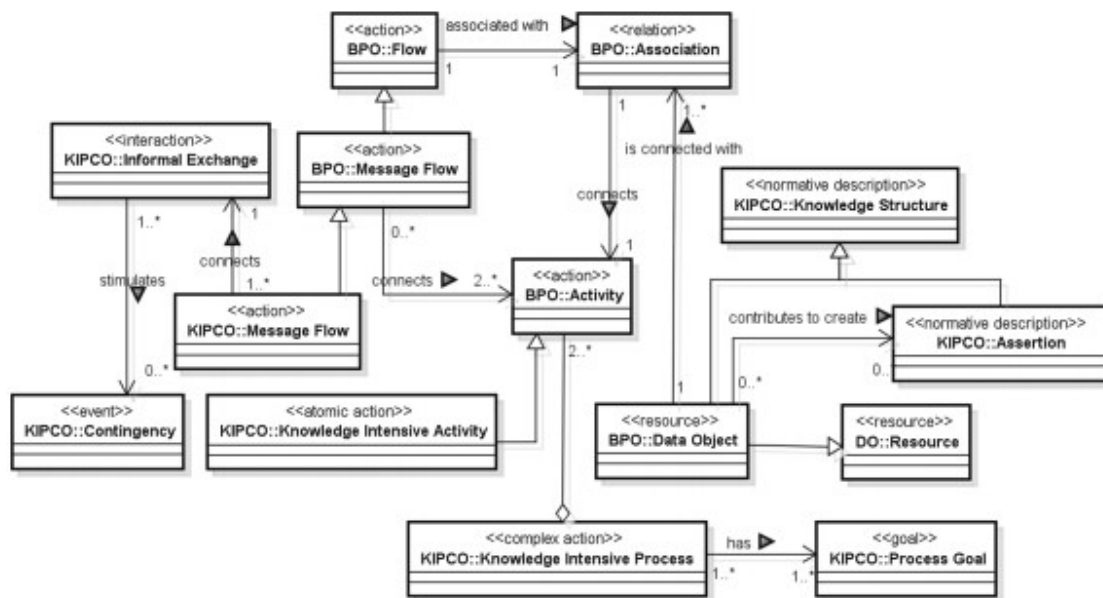 <<action>>
BPO::Flow
associated with
1
1
<<relation>>
BPO::Association
1
1..*
<<interaction>>
KIPCO::Informal Exchange
<<action>>
BPO::Message Flow
is connected with
<<normative description>>
KIPCO::Knowledge Structure
1..*
1
connects
0..*
connects
1
stimulates
1..*
connects
2..*
<<action>>
BPO::Activity
<<action>>
KIPCO::Message Flow
contributes to create
<<normative description>>
KIPCO::Assertion
0..*
2..*
1
0..*
0..
<<event>>
KIPCO::Contingency
<<atomic action>>
KIPCO::Knowledge Intensive Activity
<<resource>>
BPO::Data Object
<<resource>>
DO::Resource
<<complex action>>
KIPCO::Knowledge Intensive Process
has
1..*
1..*
<<goal>>
KIPCO::Process Goal